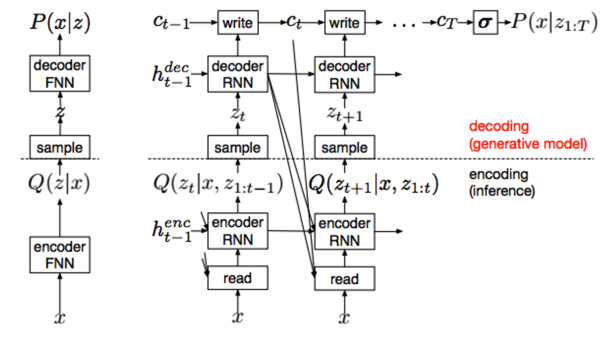 P(x|z)
decoder
FNN
z
sample
Q(z|x)
encoder
FNN
x
c_{t−1} write c_t write ... c_T σ P(x|z_{1:T})
h_{t−1}^{dec}
decoder
RNN
decoder
RNN
z_t z_{t+1}
sample sample
Q(z_t|x, z_{1:t−1}) Q(z_{t+1}|x, z_{1:t})
h_{t−1}^{enc}
encoder
RNN
encoder
RNN
read read
x x
decoding
(generative model)
encoding
(inference)